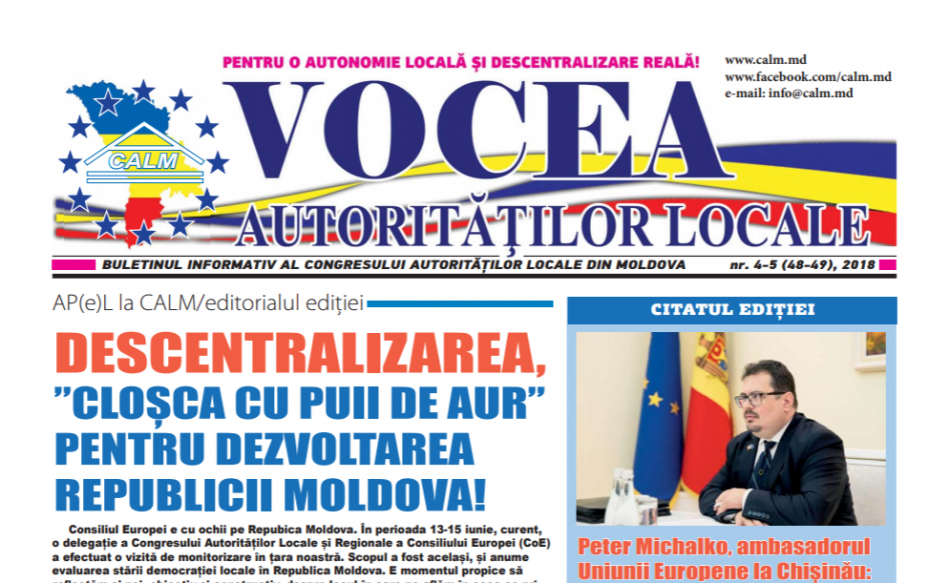 PENTRU O AUTONOMIE LOCALĂ ȘI DESCENTRALIZARE REALĂ!
www.calm.md
www.facebook.com/calm.md
e-mail: info@calm.md
CALM
VOCEA
AUTORITĂŢILOR LOCALE
BULETINUL INFORMATIV AL CONGRESULUI AUTORITĂȚILOR LOCALE DIN MOLDOVA
nr. 4-5 (48-49), 2018
AP(e)L la CALM/editorialul ediției
DESCENTRALIZAREA,
”CLOȘCA CU PUII DE AUR”
PENTRU DEZVOLTAREA
REPUBLICII MOLDOVA!
Consiliul Europei e cu ochii pe Repubica Moldova. În perioada 13-15 iunie, curent,
o delegație a Congresului Autorităților Locale și Regionale a Consiliului Europei (CoE)
a efectuat o vizită de monitorizare în țara noastră. Scopul a fost același, și anume
evaluarea stării democrației locale în Republica Moldova. E momentul propice să
CITATUL EDIȚIEI
Peter Michalko, ambasadorul
Uniunii Europene la Chișinău: